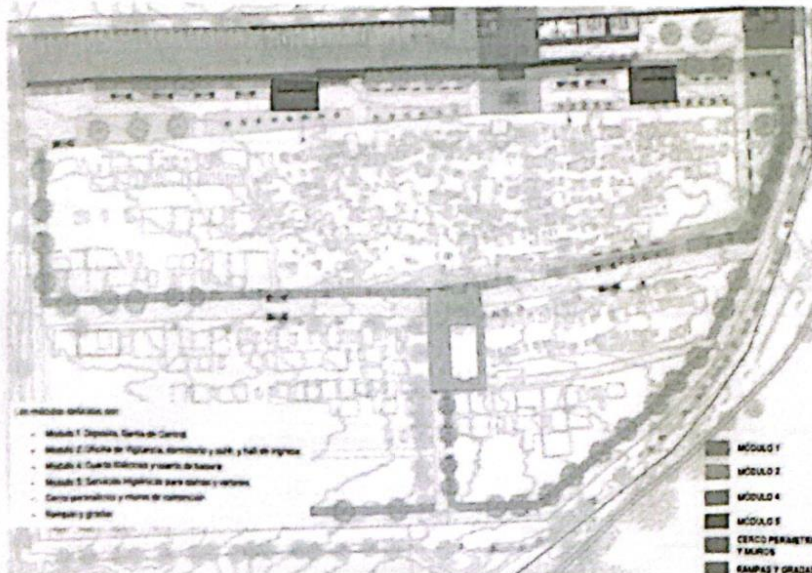 Los módulos definidos son:
- Módulo 1: Depósito, Garita de Control
- Módulo 2: Oficina de Vigilancia, dormitorio y hall de ingreso
- Módulo 4: Cuarto Eléctrico y cuarto de basura
- Módulo 5: Servicios Higiénicos para damas y varones
- Cerco perimétrico y muros de contención
- Rampas y gradas
MÓDULO 1
MÓDULO 2
MÓDULO 4
MÓDULO 5
CERCO PERIMETR
Y MUROS
RAMPAS Y GRADAS